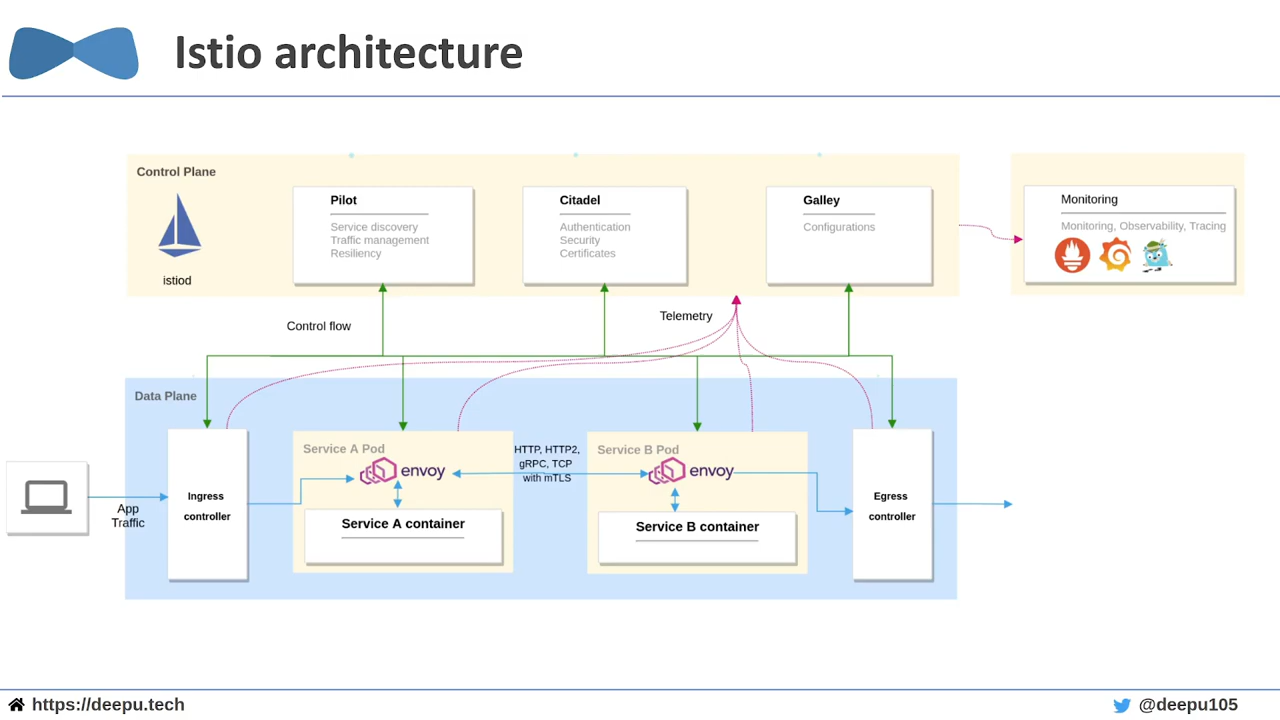 Istio architecture
Control Plane
istiod
Pilot
Service discovery
Traffic management
Resiliency
Citadel
Authentication
Security
Certificates
Galley
Configurations
Monitoring
Monitoring, Observability, Tracing
Control flow
Telemetry
Data Plane
App
Traffic
Ingress
controller
Service A Pod
envoy
Service A container
HTTP, HTTP2,
gRPC, TCP
with mTLS
Service B Pod
envoy
Service B container
Egress
controller
https://deepu.tech
@deepu105